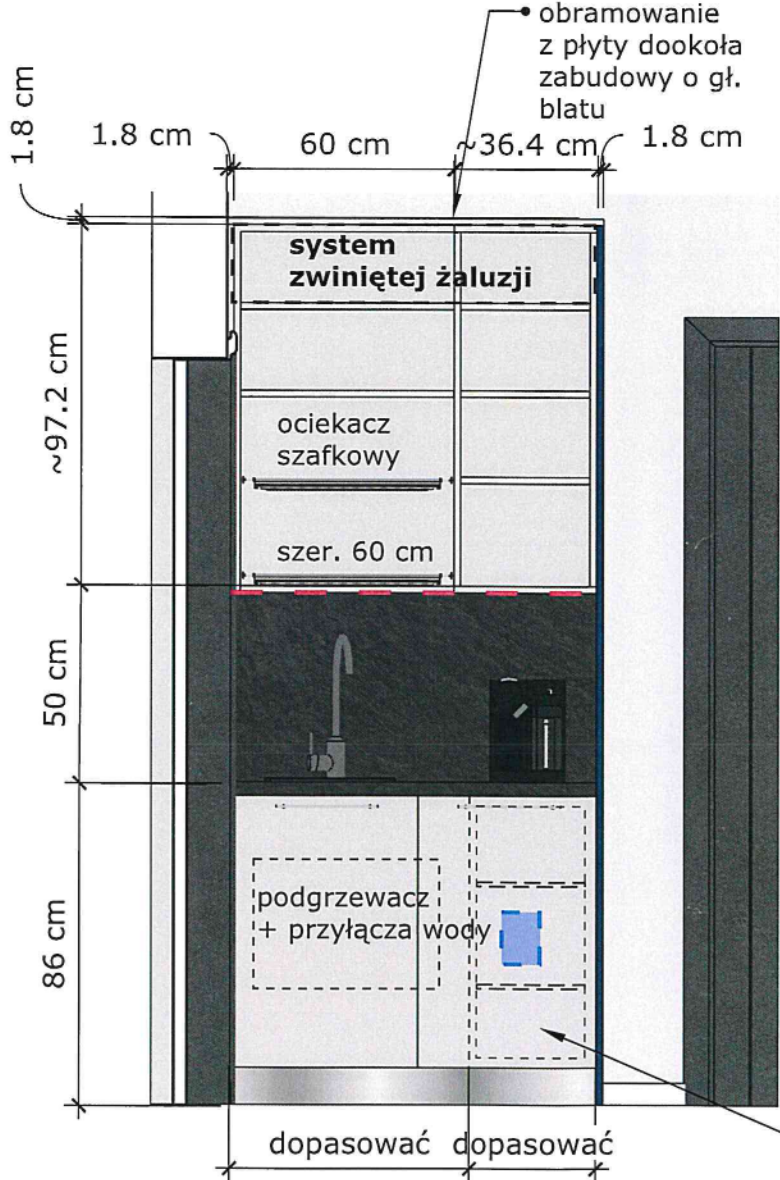 obramowanie
z płyty dookoła
zabudowy o gł.
blatu
1.8 cm
1.8 cm
60 cm
~36.4 cm
1.8 cm
system
zwiniętej żaluzji
~97.2 cm
ociekacz
szafkowy
szer. 60 cm
50 cm
86 cm
podgrzewacz
+ przyłącza wody
dopasować
dopasować